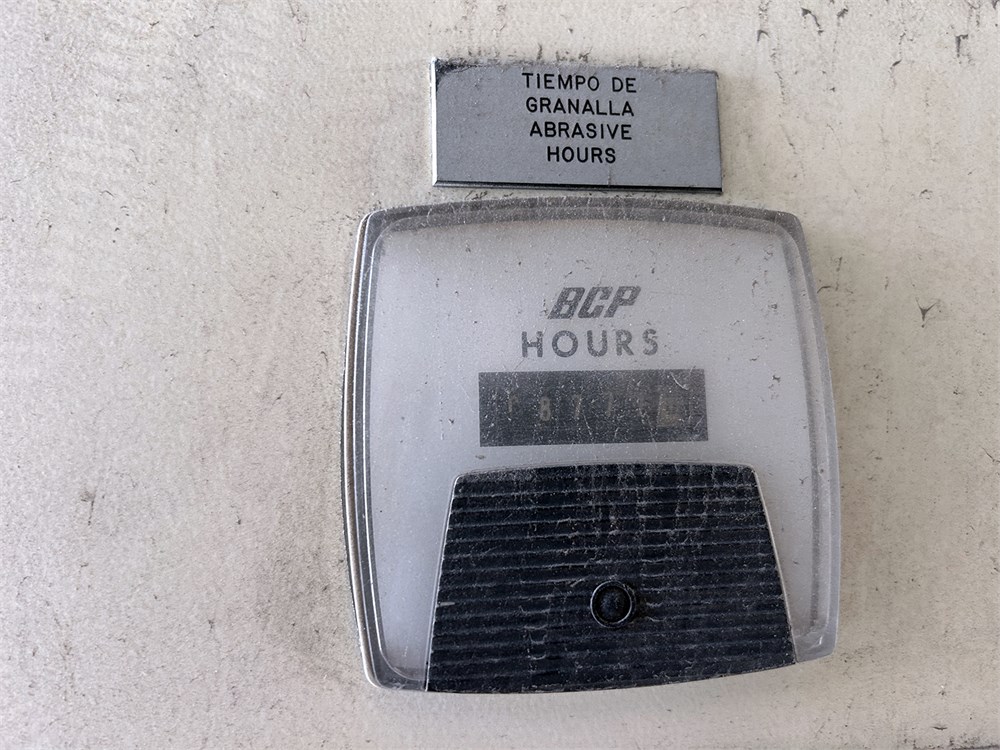 TIEMPO DE
GRANALLA
ABRASIVE
HOURS
BCP
HOURS